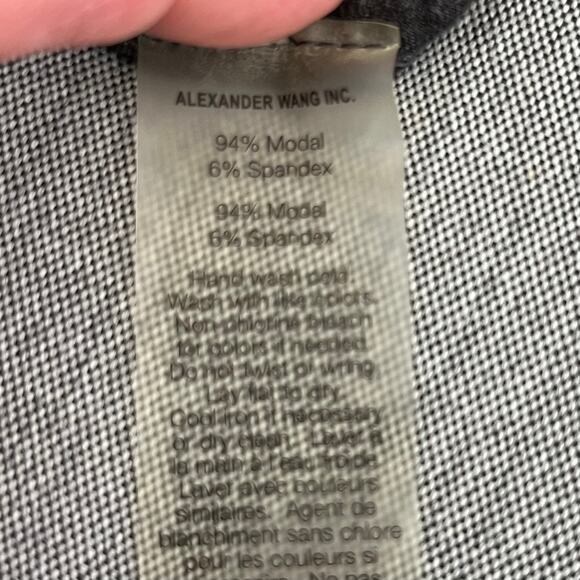 ALEXANDER WANG INC.
94% Modal
6% Spandex
94% Modal
6% Spandex
Hand wash cold.
Wash with like colors.
Non-chlorine bleach
for colors if needed.
Do not twist or wring.
Lay flat to dry.
Cool iron if necessary
or dry clean. Laver à
la main à l'eau froide.
Laver avec couleurs
similaires. Agent de
blanchiment sans chlore
pour les couleurs si
Ne pas